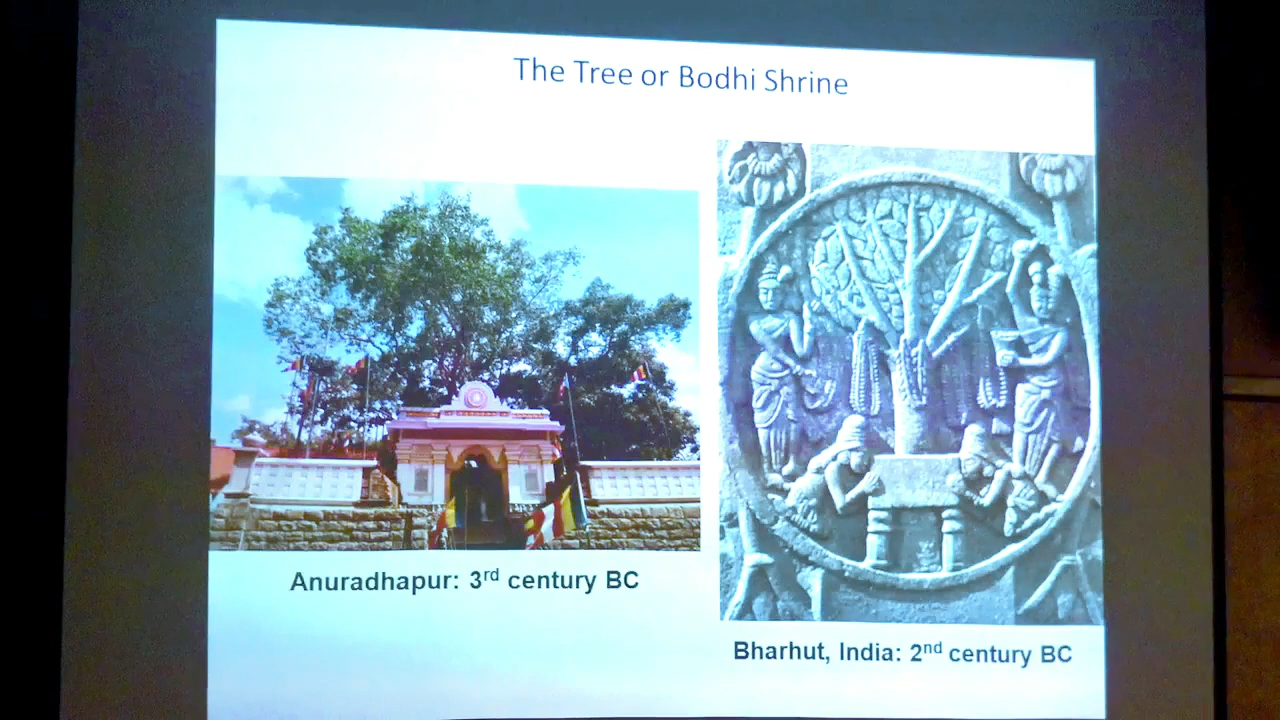 The Tree or Bodhi Shrine
Anuradhapur: 3rd century BC
Bharhut, India: 2nd century BC